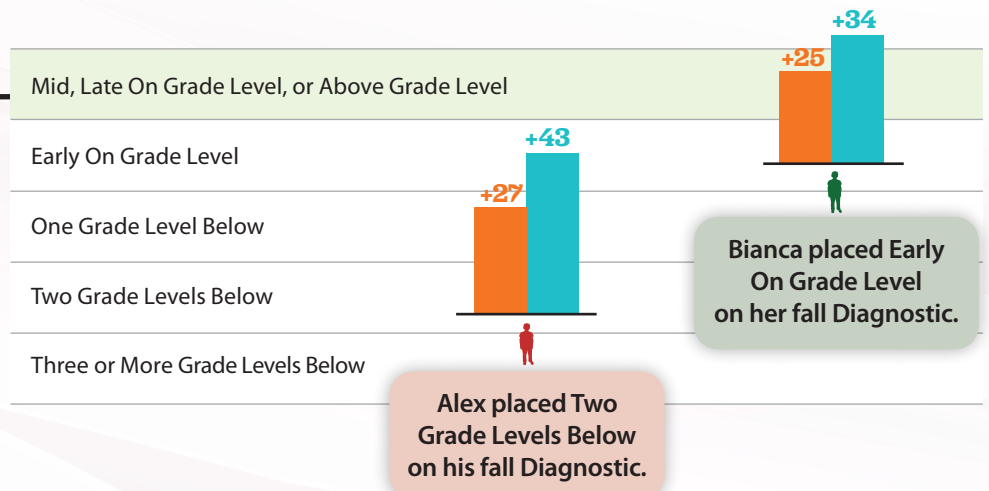 +34
+25
Mid, Late On Grade Level, or Above Grade Level
+43
Early On Grade Level
+27
One Grade Level Below
Bianca placed Early
On Grade Level
on her fall Diagnostic.
Two Grade Levels Below
Three or More Grade Levels Below
Alex placed Two
Grade Levels Below
on his fall Diagnostic.